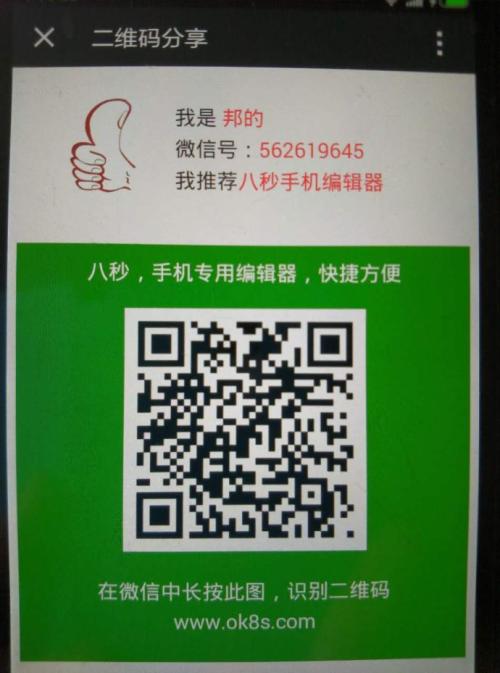 二维码分享
我是 邦的
微信号：562619645
我推荐八秒手机编辑器
八秒，手机专用编辑器，快捷方便
在微信中长按此图，识别二维码
www.ok8s.com